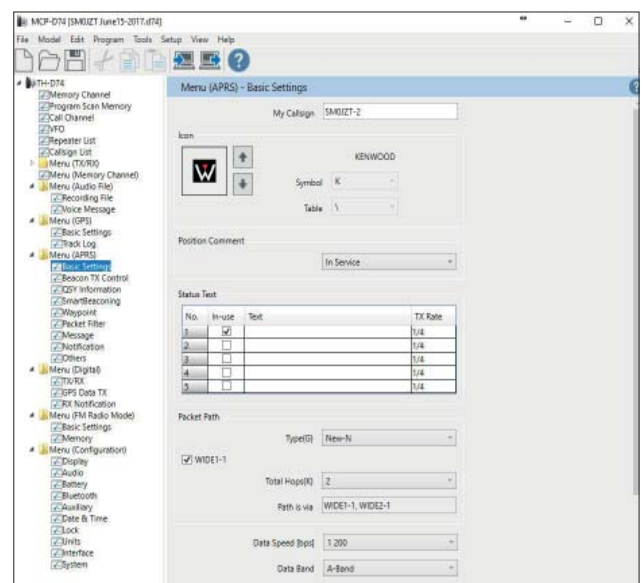 MCP-D74 [SM0JZT June15-2017.d74]
File Model Edit Program Tools Setup View Help
TH-D74
Memory Channel
Program Scan Memory
Call Channel
VFO
Repeater List
Callsign List
Menu (TX/RX)
Menu (Memory Channel)
Menu (Audio File)
Recording File
Voice Message
Menu (GPS)
Basic Settings
Track Log
Menu (APRS)
Basic Settings
Beacon TX Control
QSY Information
SmartBeaconing
Waypoint
Packet Filter
Message
Notification
Others
Menu (Digital)
TX/RX
GPS Data TX
RX Notification
Menu (FM Radio Mode)
Basic Settings
Memory
Menu (Configuration)
Display
Audio
Battery
Bluetooth
Auxiliary
Date & Time
Lock
Units
Interface
System
Menu (APRS) - Basic Settings
My Callsign SM0JZT-2
Icon
W
KENWOOD
Symbol K
Table \
Position Comment
In Service
Status Text
No. In-use Text TX Rate
1 1/4
2 1/4
3 1/4
4 1/4
5 1/4
Packet Path
Type(G) New-N
WIDE1-1
Total Hops(K) 2
Path is via WIDE1-1, WIDE2-1
Data Speed [bps] 1 200
Data Band A-Band